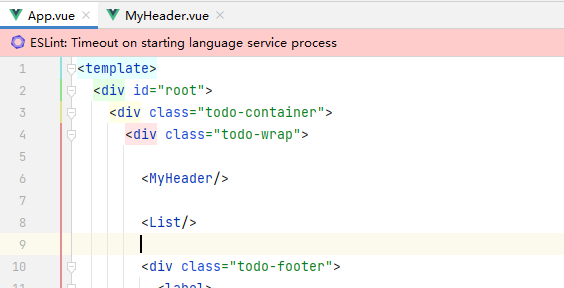 App.vue × MyHeader.vue ×
ESLint: Timeout on starting language service process
1 <template>
2 <div id="root">
3 <div class="todo-container">
4 <div class="todo-wrap">
5
6 <MyHeader/>
7
8 <List/>
9
10 <div class="todo-footer">
11 <label>